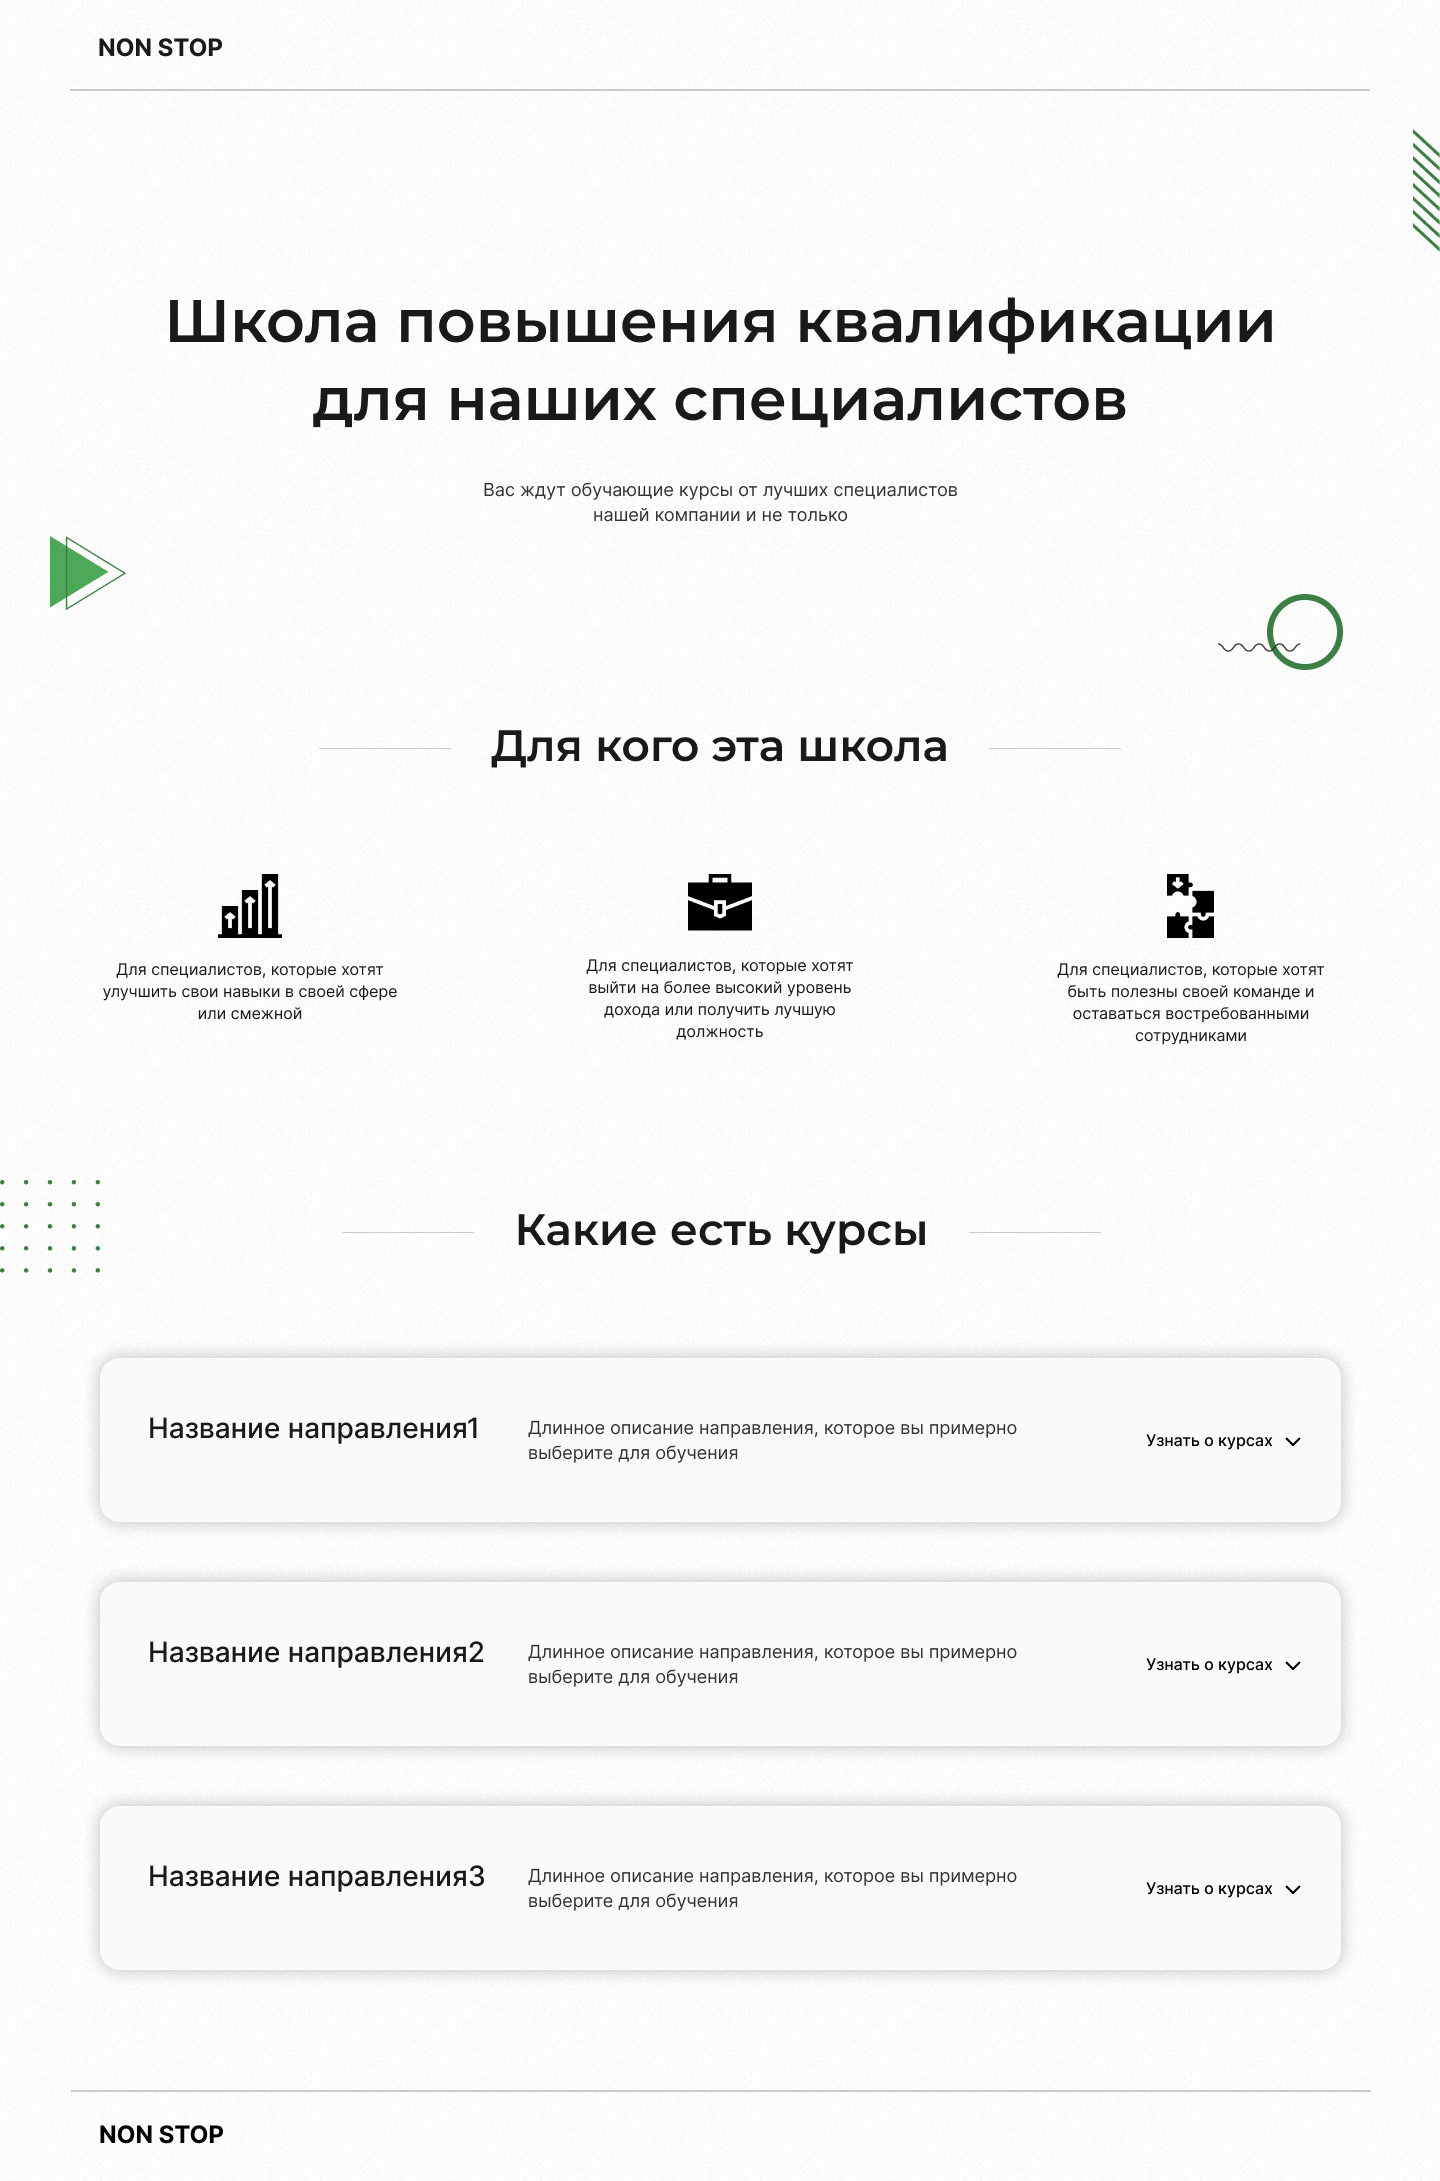 NON STOP
Школа повышения квалификации
для наших специалистов
Вас ждут обучающие курсы от лучших специалистов
нашей компании и не только
Для кого эта школа
Для специалистов, которые хотят
улучшить свои навыки в своей сфере
или смежной
Для специалистов, которые хотят
выйти на более высокий уровень
дохода или получить лучшую
должность
Для специалистов, которые хотят
быть полезны своей команде и
оставаться востребованными
сотрудниками
Какие есть курсы
Название направления1
Длинное описание направления, которое вы примерно
выберите для обучения
Узнать о курсах
Название направления2
Длинное описание направления, которое вы примерно
выберите для обучения
Узнать о курсах
Название направления3
Длинное описание направления, которое вы примерно
выберите для обучения
Узнать о курсах
NON STOP